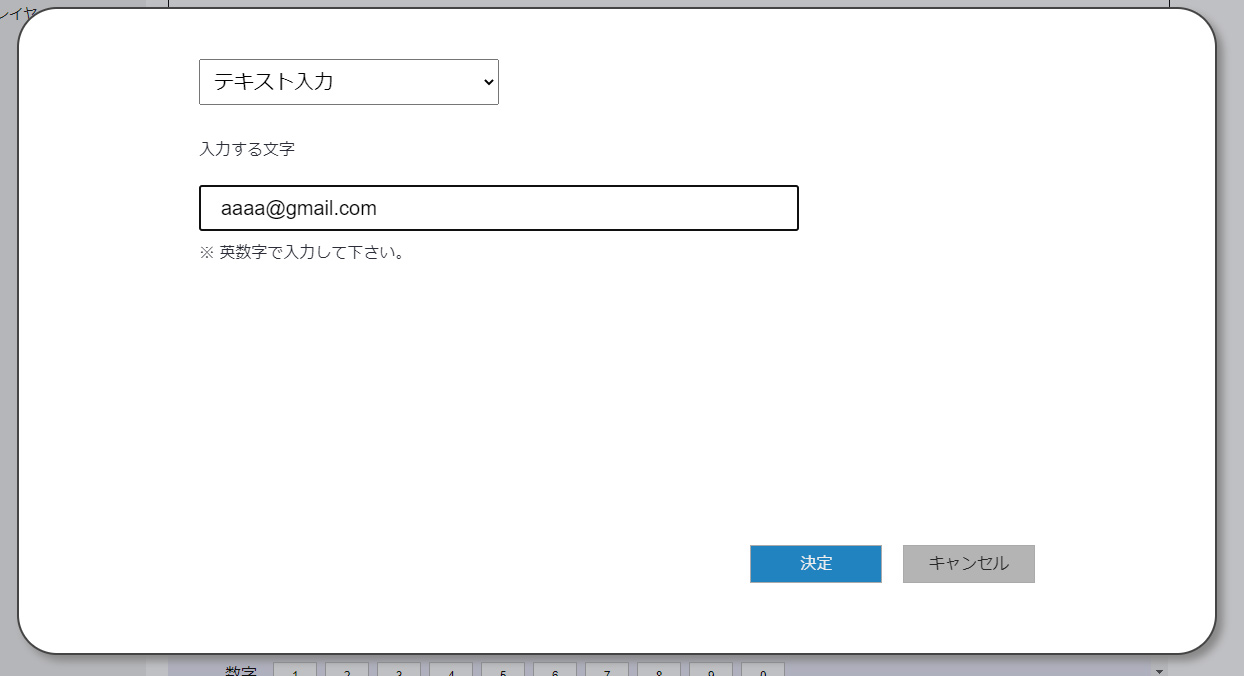 レイヤ
テキスト入力
入力する文字
aaaa@gmail.com
※ 英数字で入力して下さい。
決定 キャンセル
数字 1 2 3 4 5 6 7 8 9 0